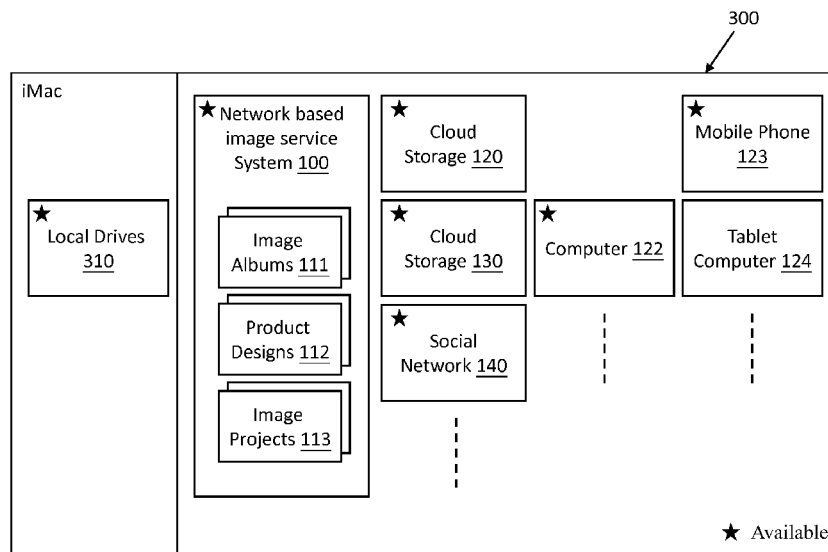 300
iMac
★ Local Drives
310
★ Network based
image service
System 100
Image
Albums 111
Product
Designs 112
Image
Projects 113
★ Cloud
Storage 120
★ Cloud
Storage 130
★ Social
Network 140
★ Computer 122
★ Mobile Phone
123
Tablet
Computer 124
★ Available